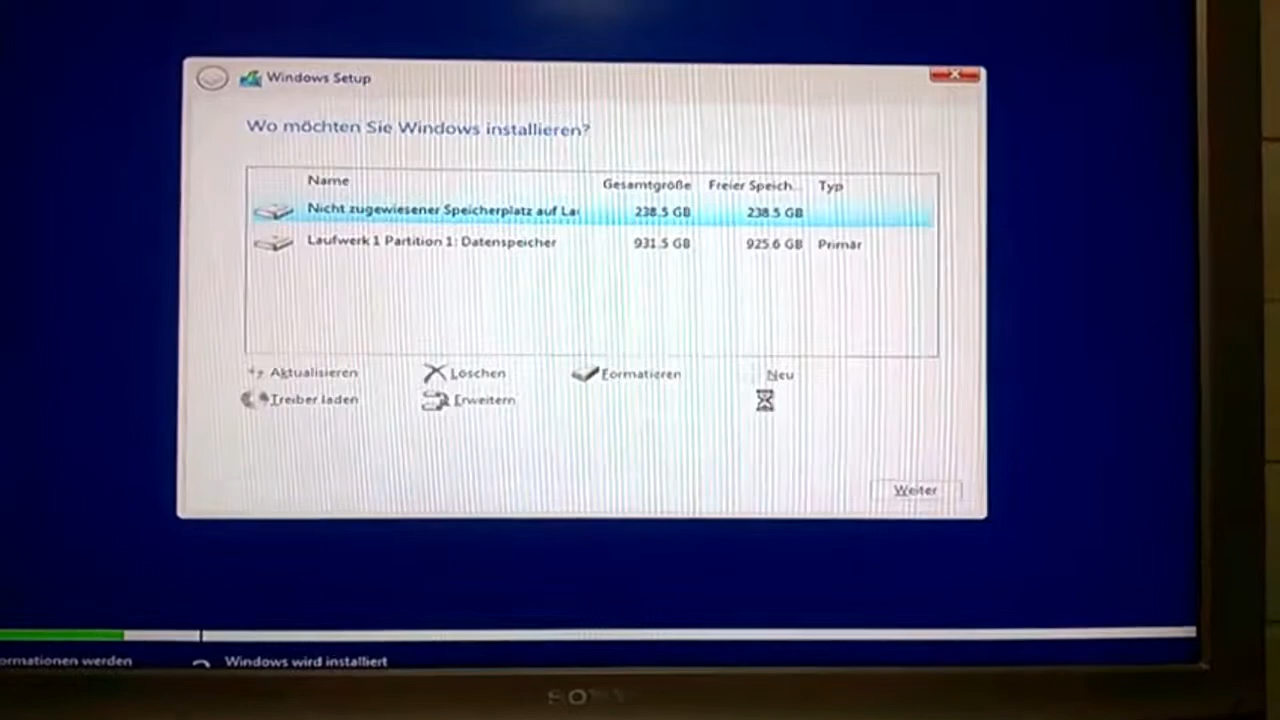 Windows Setup
Wo möchten Sie Windows installieren?
Name Gesamtgröße Freier Speich... Typ
Nicht zugewiesener Speicherplatz auf La 238.5 GB 238.5 GB
Laufwerk 1 Partition 1: Datenspeicher 931.5 GB 925.6 GB Primär
Aktualisieren Löschen Formatieren Neu
Treiber laden Erweitern
Weiter
ormationen werden Windows wird installiert